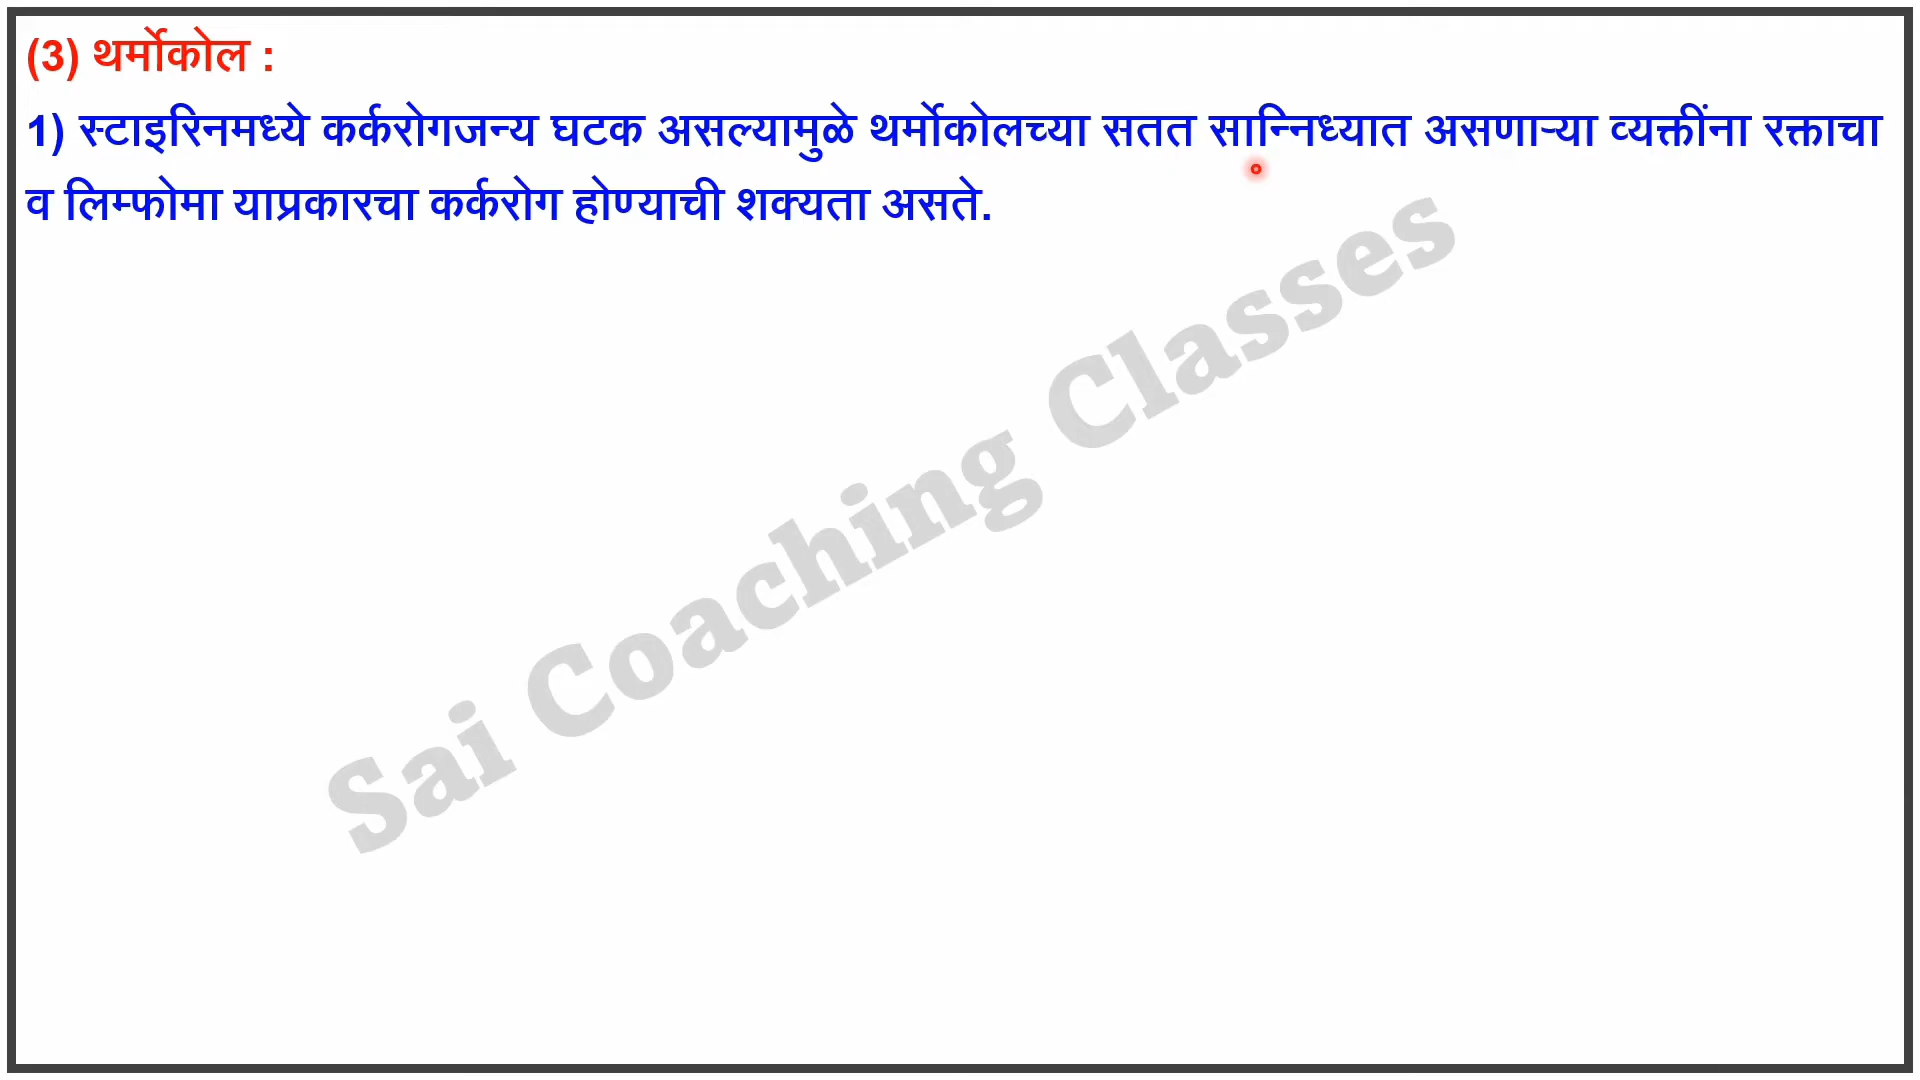 (3) थर्मोकोल :
1) स्टाइरिनमध्ये कर्करोगजन्य घटक असल्यामुळे थर्मोकोलच्या सतत सान्निध्यात असणाऱ्या व्यक्तींना रक्ताचा
व लिम्फोमा याप्रकारचा कर्करोग होण्याची शक्यता असते.
Sai Coaching Classes